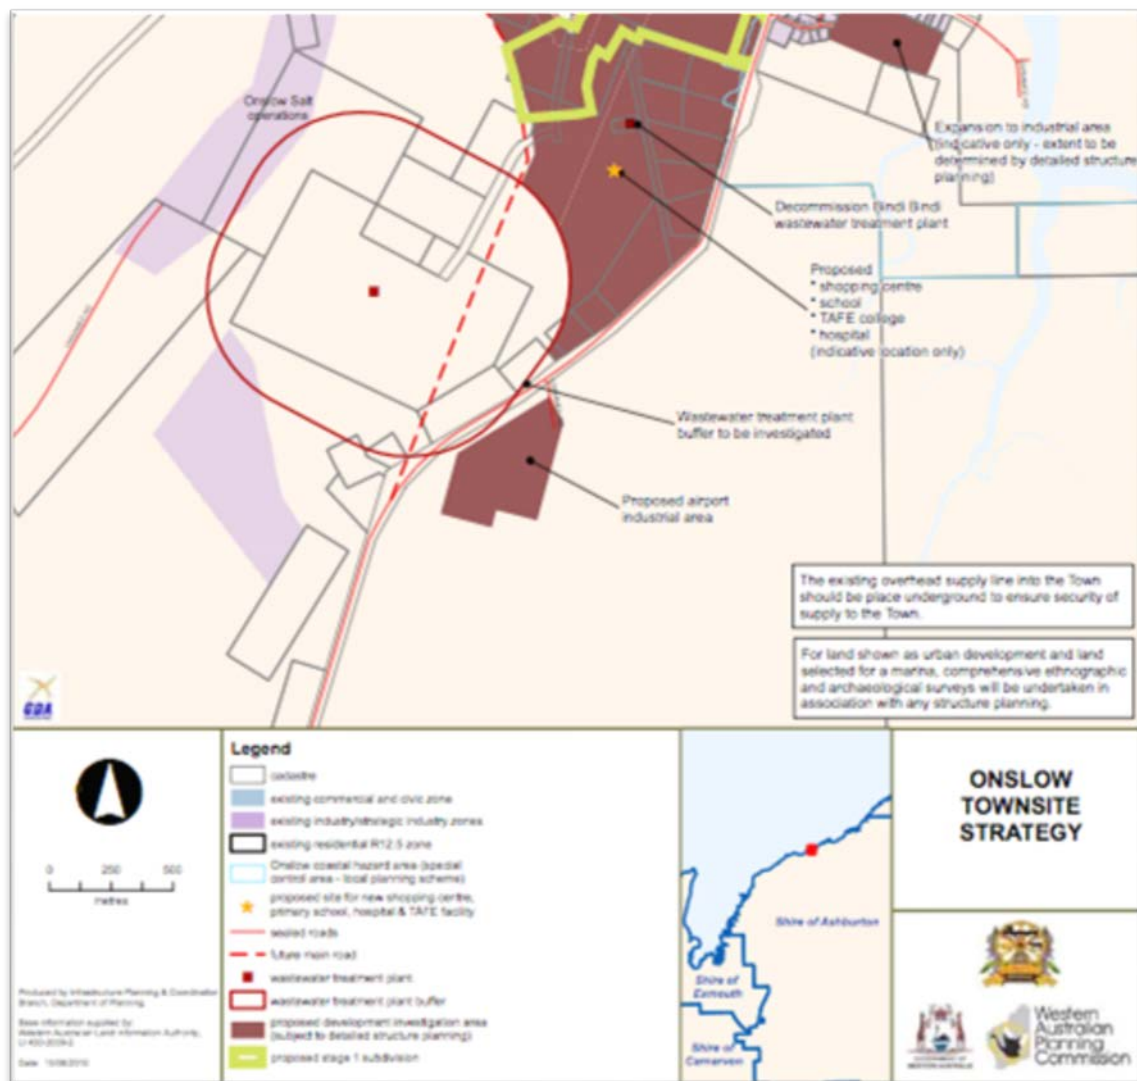 Onslow Salt
operations
Expansion to industrial area
(indicative only - extent to be
determined by detailed structure
planning)
Decommission Bindi Bindi
wastewater treatment plant
Proposed
* shopping centre
* school
* TAFE college
* hospital
(indicative location only)
Wastewater treatment plant
buffer to be investigated
Proposed airport
industrial area
The existing overhead supply line into the Town
should be place underground to ensure security of
supply to the Town.
For land shown as urban development and land
selected for a marina, comprehensive ethnographic
and archaeological surveys will be undertaken in
association with any structure planning.
GDA
Legend
cadastre
existing commercial and civic zone
existing industry/strategic industry zones
existing residential R12.5 zone
Onslow coastal hazard area (special
control area - local planning scheme)
proposed site for new shopping centre,
primary school, hospital & TAFE facility
sealed roads
future main road
wastewater treatment plant
wastewater treatment plant buffer
proposed development investigation area
(subject to detailed structure planning)
proposed stage 1 subdivision
0 250 500
metres
Produced by Infrastructure Planning & Coordination
Branch, Department of Planning.
Base information supplied by:
Western Australian Land Information Authority,
Shire of Ashburton
Shire of
Exmouth
Shire of
Carnarvon
ONSLOW
TOWNSITE
STRATEGY
GOVERNMENT OF
WESTERN AUSTRALIA
Western
Australian
Planning
Commission